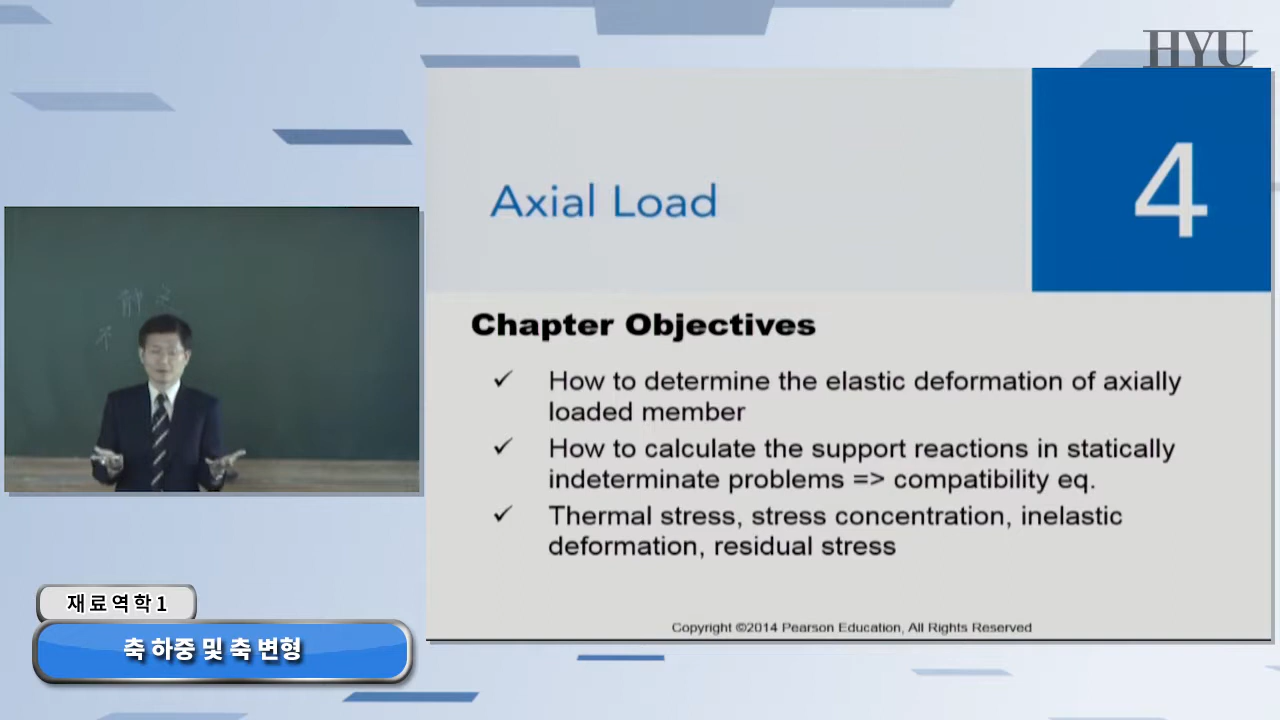 HYU
4
Axial Load
Chapter Objectives
✓ How to determine the elastic deformation of axially
loaded member
✓ How to calculate the support reactions in statically
indeterminate problems => compatibility eq.
✓ Thermal stress, stress concentration, inelastic
deformation, residual stress
Copyright ©2014 Pearson Education, All Rights Reserved
재료역학1
축 하중 및 축 변형